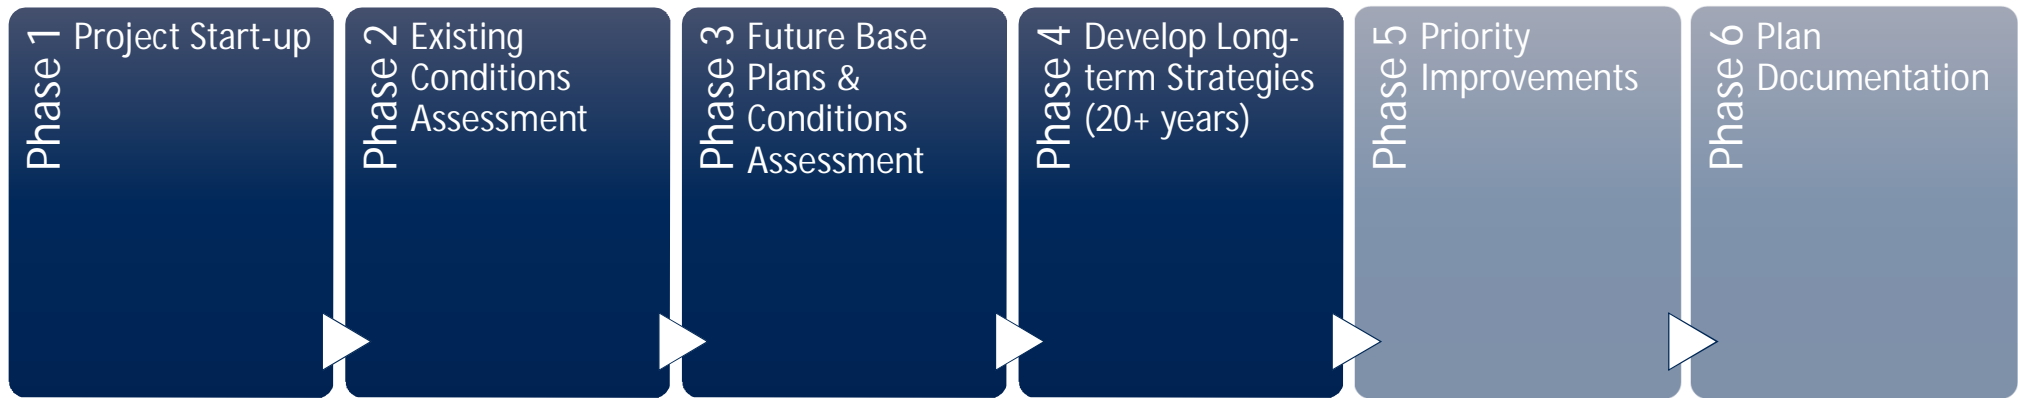 Phase 1
Project Start-up
Phase 2
Existing
Conditions
Assessment
Phase 3
Future Base
Plans &
Conditions
Assessment
Phase 4
Develop Long-
term Strategies
(20+ years)
Phase 5
Priority
Improvements
Phase 6
Plan
Documentation